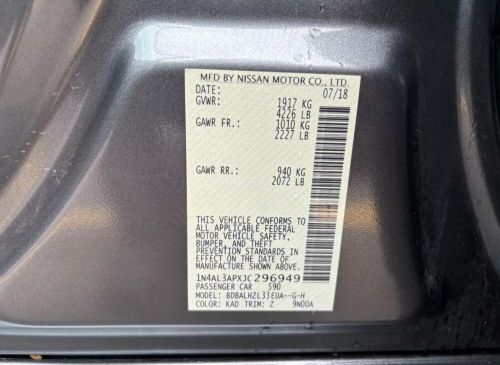 MFD BY NISSAN MOTOR CO., LTD.
DATE: 07/18
GVWR: 1917 KG
4226 LB
GAWR FR.: 1010 KG
2227 LB
GAWR RR.: 940 KG
2072 LB
THIS VEHICLE CONFORMS TO
ALL APPLICABLE FEDERAL
MOTOR VEHICLE SAFETY,
BUMPER, AND THEFT
PREVENTION STANDARDS IN
EFFECT ON THE DATE OF
MANUFACTURE SHOWN ABOVE.
1N4AL3APXJC296949
PASSENGER CAR 590
MODEL: BDBALHZL33EUA--G-H
COLOR: KAD TRIM: Z 9N00A